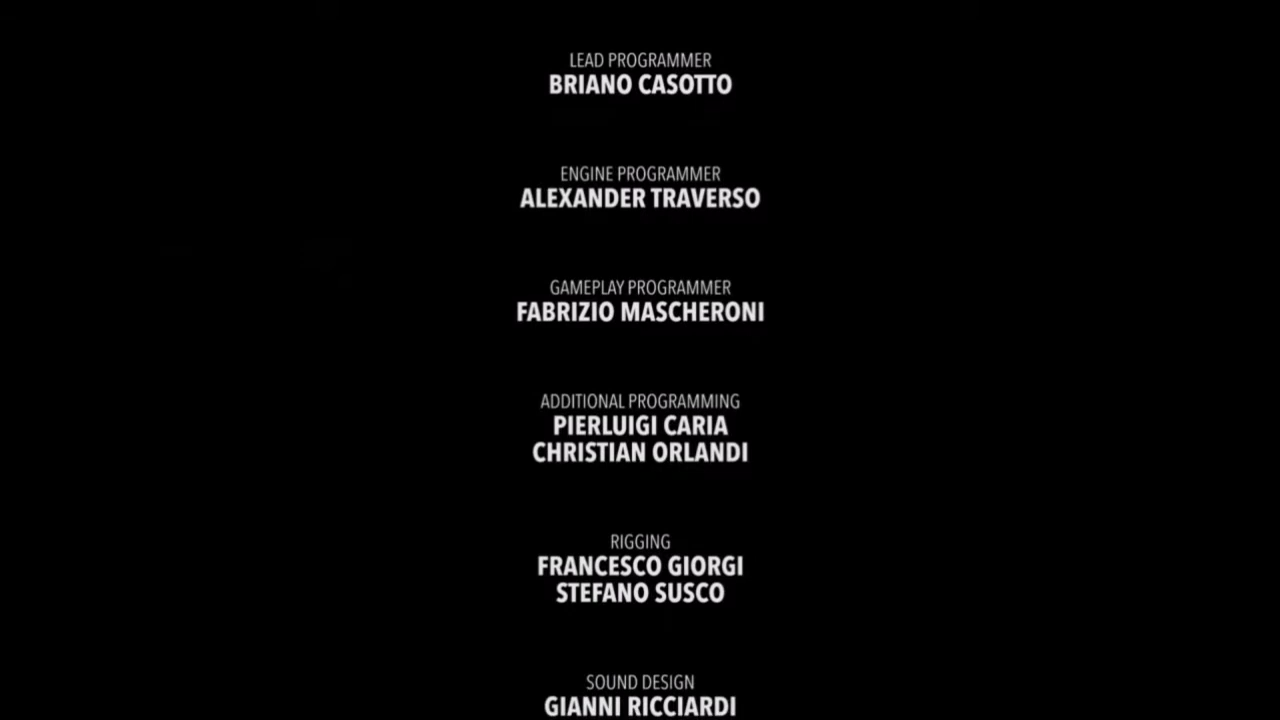 LEAD PROGRAMMER
BRIANO CASOTTO
ENGINE PROGRAMMER
ALEXANDER TRAVERSO
GAMEPLAY PROGRAMMER
FABRIZIO MASCHERONI
ADDITIONAL PROGRAMMING
PIERLUIGI CARIA
CHRISTIAN ORLANDI
RIGGING
FRANCESCO GIORGI
STEFANO SUSCO
SOUND DESIGN
GIANNI RICCIARDI